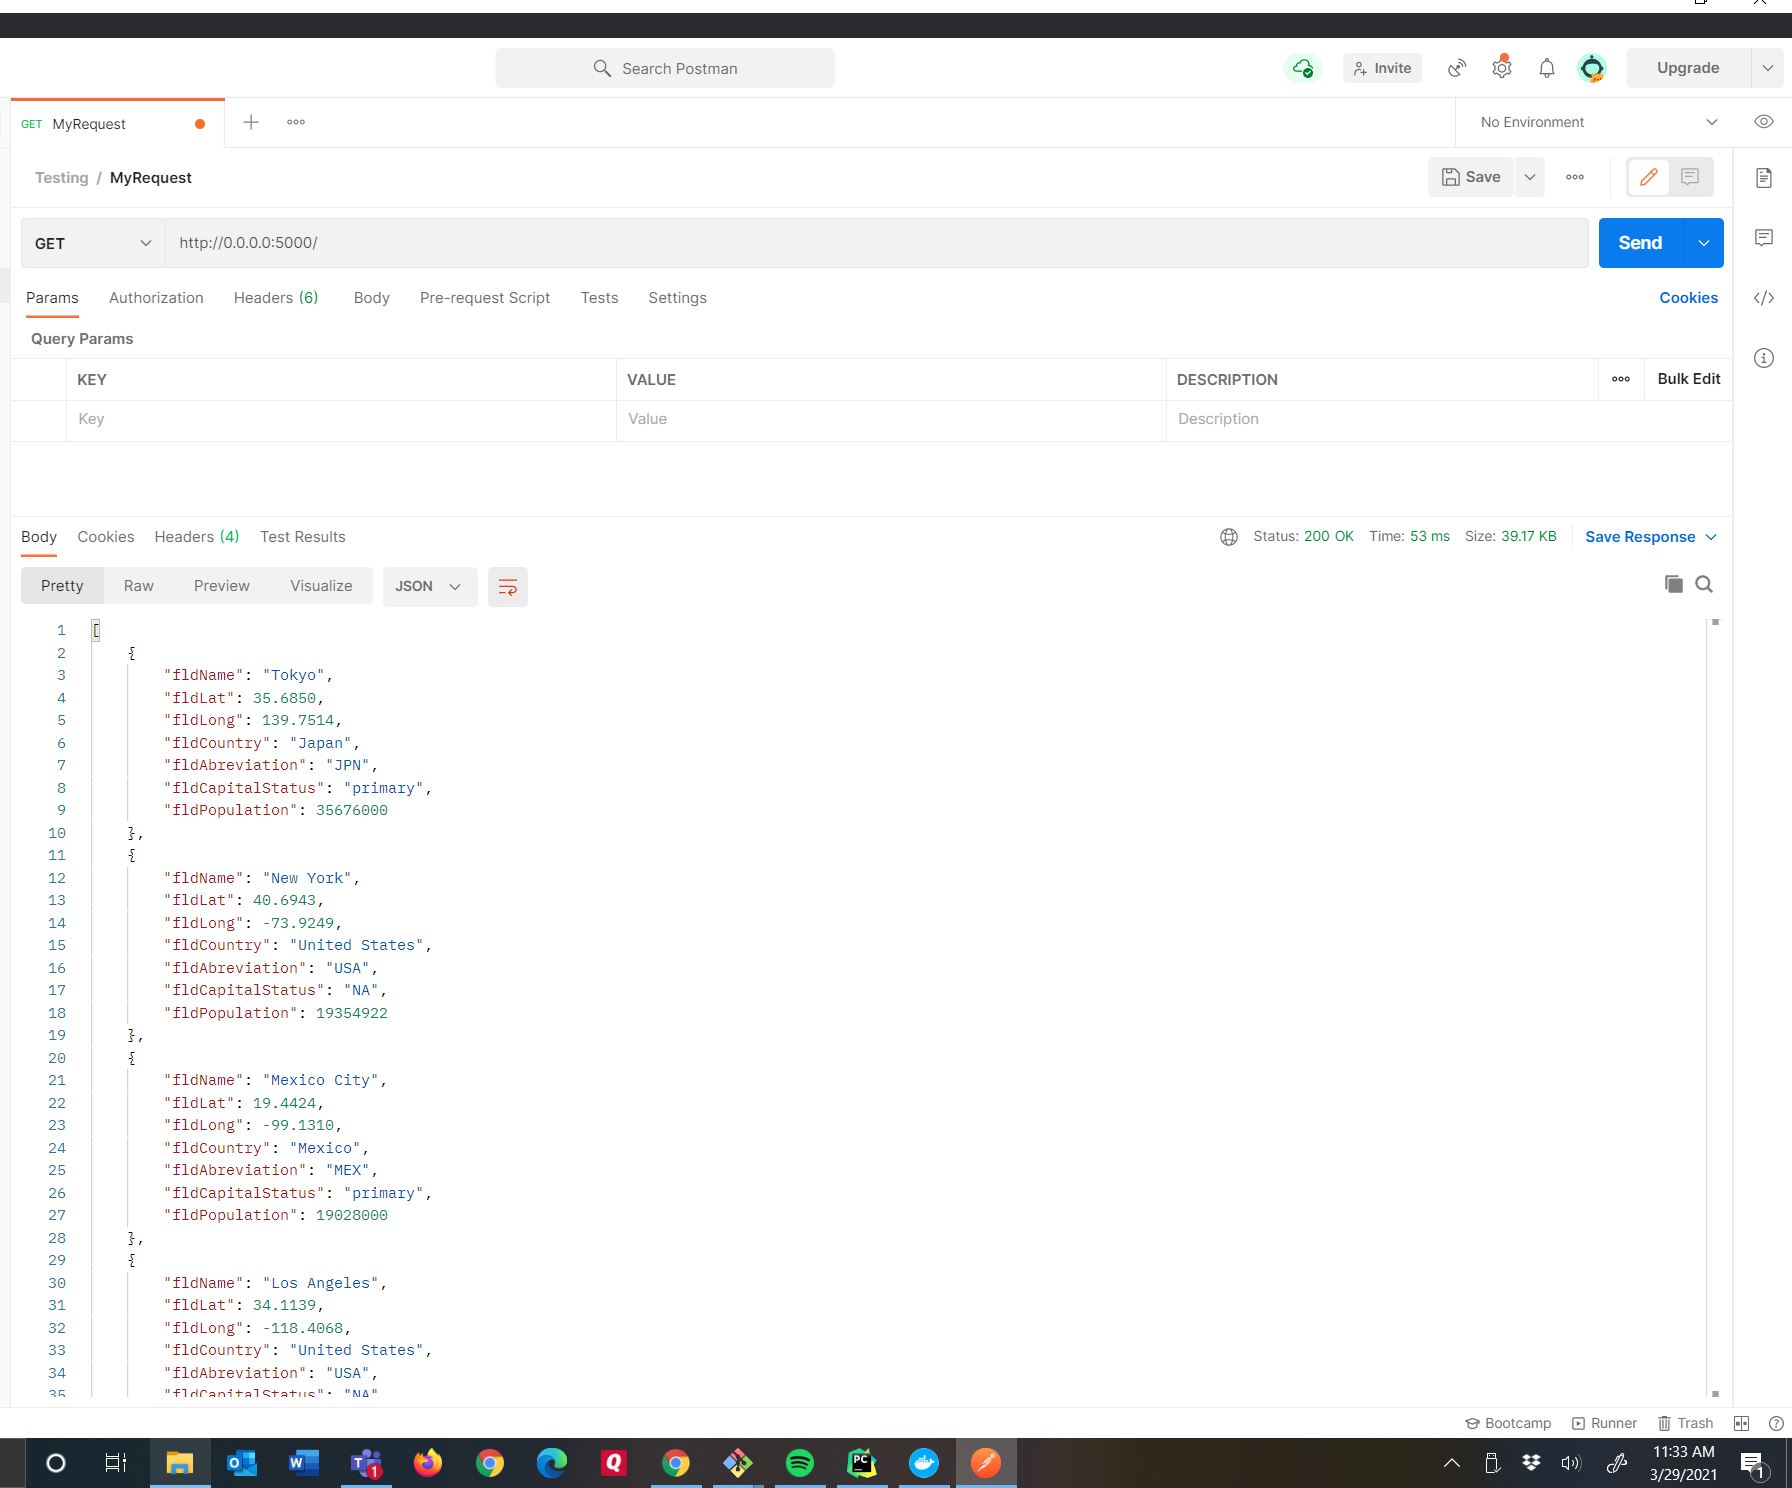 Search Postman
Invite
Upgrade
GET MyRequest
No Environment
Testing / MyRequest
Save
GET
http://0.0.0.0:5000/
Send
Params Authorization Headers (6) Body Pre-request Script Tests Settings
Cookies
Query Params
KEY VALUE DESCRIPTION
Bulk Edit
Key Value Description
Body Cookies Headers (4) Test Results
Status: 200 OK Time: 53 ms Size: 39.17 KB
Save Response
Pretty Raw Preview Visualize JSON
1 [
2 {
3 "fldName": "Tokyo",
4 "fldLat": 35.6850,
5 "fldLong": 139.7514,
6 "fldCountry": "Japan",
7 "fldAbreviation": "JPN",
8 "fldCapitalStatus": "primary",
9 "fldPopulation": 35676000
10 },
11 {
12 "fldName": "New York",
13 "fldLat": 40.6943,
14 "fldLong": -73.9249,
15 "fldCountry": "United States",
16 "fldAbreviation": "USA",
17 "fldCapitalStatus": "NA",
18 "fldPopulation": 19354922
19 },
20 {
21 "fldName": "Mexico City",
22 "fldLat": 19.4424,
23 "fldLong": -99.1310,
24 "fldCountry": "Mexico",
25 "fldAbreviation": "MEX",
26 "fldCapitalStatus": "primary",
27 "fldPopulation": 19028000
28 },
29 {
30 "fldName": "Los Angeles",
31 "fldLat": 34.1139,
32 "fldLong": -118.4068,
33 "fldCountry": "United States",
34 "fldAbreviation": "USA",
35 "fldCapitalStatus": "NA"
Bootcamp Runner Trash
11:33 AM
3/29/2021